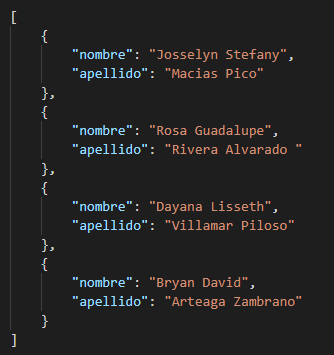 [
    {
        "nombre": "Josselyn Stefany",
        "apellido": "Macias Pico"
    },
    {
        "nombre": "Rosa Guadalupe",
        "apellido": "Rivera Alvarado "
    },
    {
        "nombre": "Dayana Lisseth",
        "apellido": "Villamar Piloso"
    },
    {
        "nombre": "Bryan David",
        "apellido": "Arteaga Zambrano"
    }
]